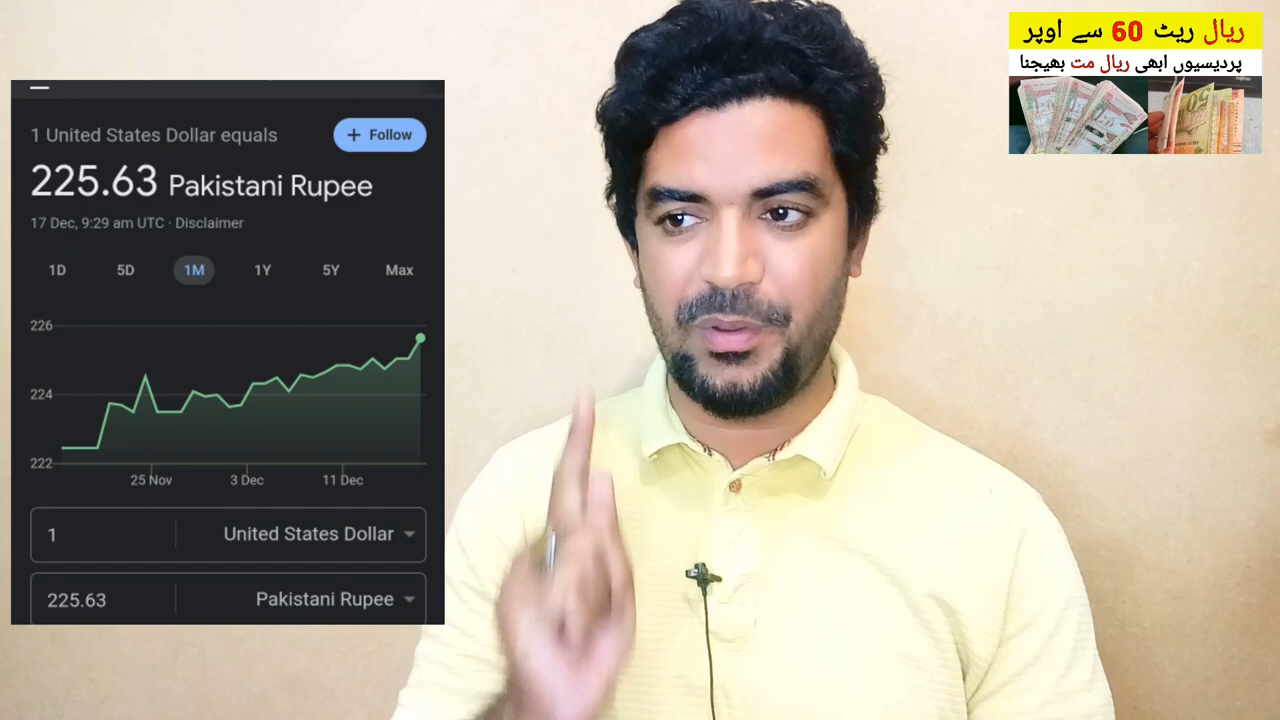 1 United States Dollar equals
+ Follow
225.63 Pakistani Rupee
17 Dec, 9:29 am UTC · Disclaimer
1D 5D 1M 1Y 5Y Max
226
224
222
25 Nov 3 Dec 11 Dec
1 United States Dollar
225.63 Pakistani Rupee
ریال ریٹ 60 سے اوپر
پردیسیوں ابھی ریال مت بھیجنا
50